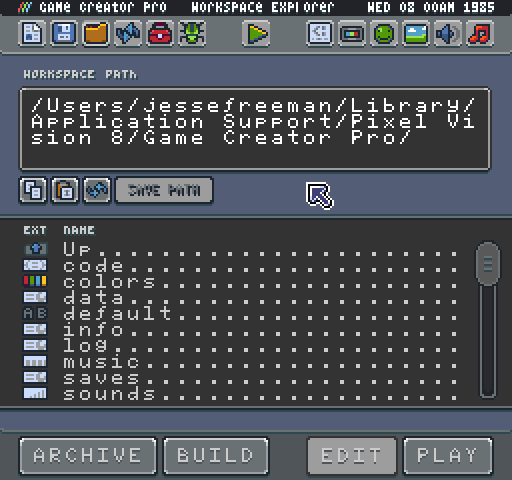 Game Creator Pro Workspace Explorer WED 08 00AM 1985
WORKSPACE PATH
/Users/jessefreeman/Library/
Application Support/Pixel Vi
sion 8/Game Creator Pro/
SAVE PATH
EXT NAME
Up.........................
code.......................
colors.....................
data.......................
AB default....................
info.......................
log........................
music......................
saves......................
sounds.....................
ARCHIVE BUILD EDIT PLAY